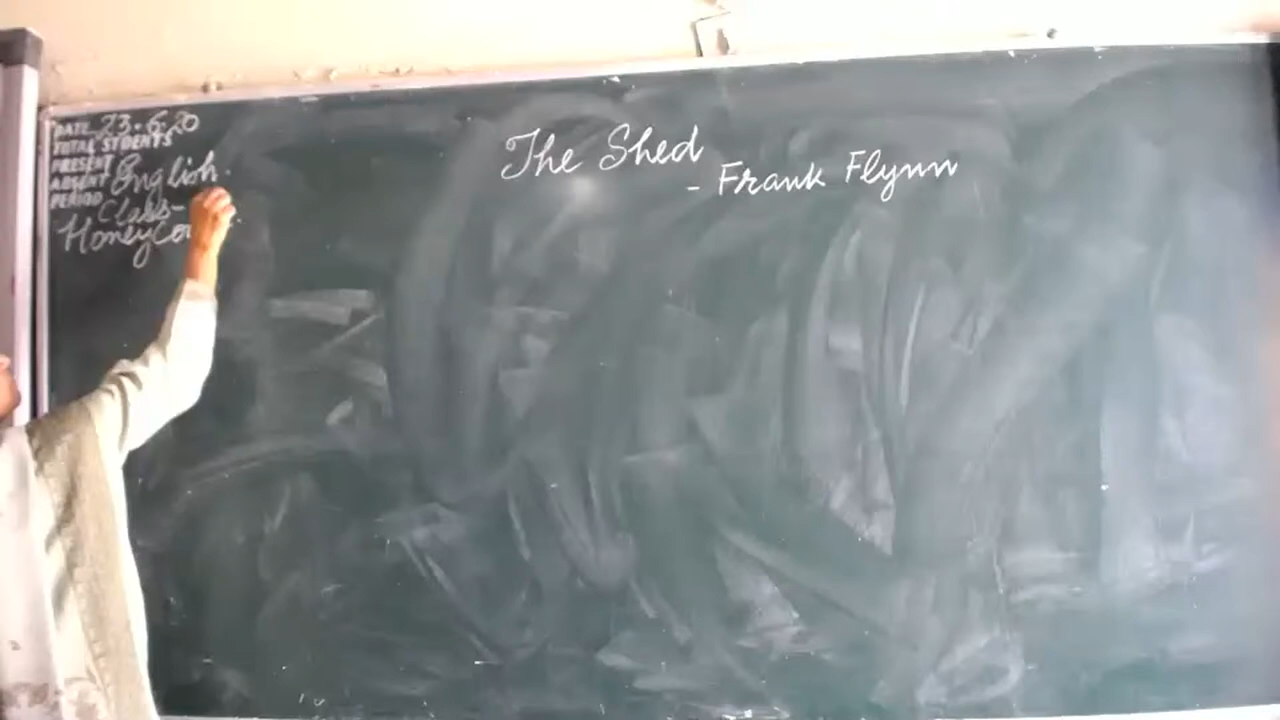 DATE 23.6.20
TOTAL STUDENTS
PRESENT
ABSENT English.
PERIOD Class-
The Shed
- Frank Flynn